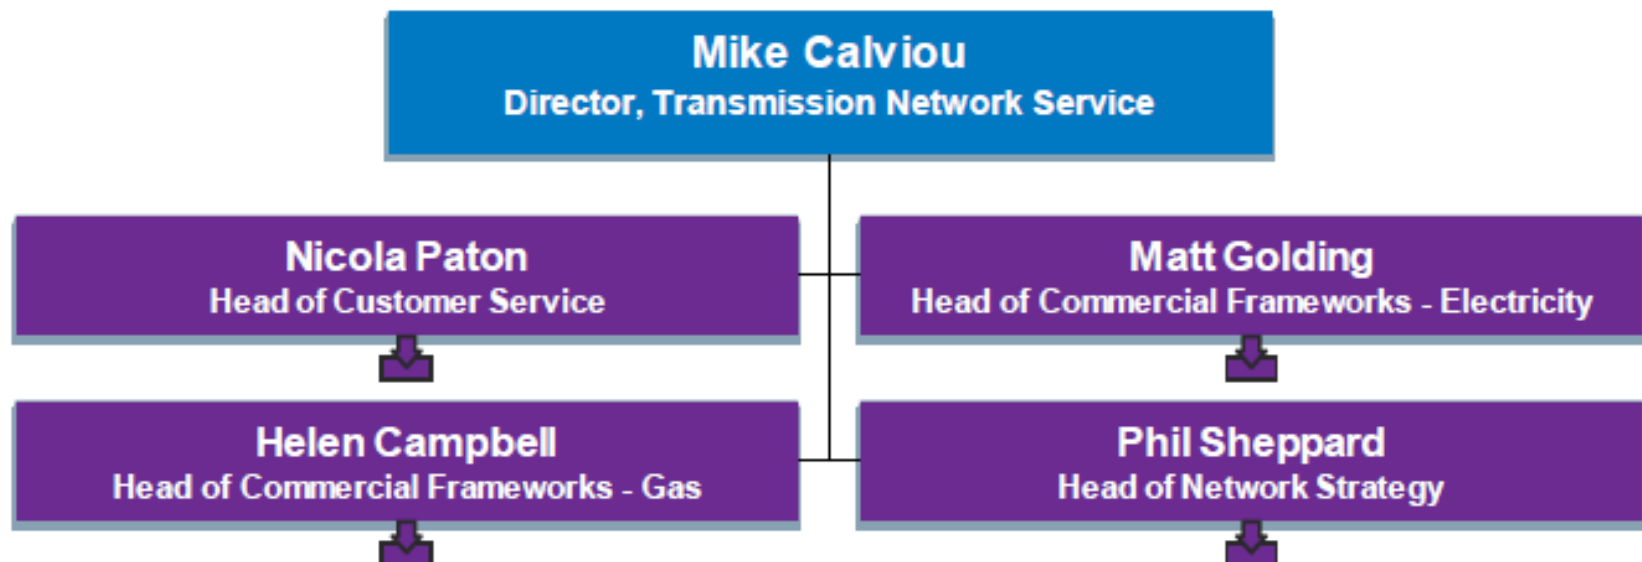 Mike Calviou
Director, Transmission Network Service
Nicola Paton
Head of Customer Service
Matt Golding
Head of Commercial Frameworks - Electricity
Helen Campbell
Head of Commercial Frameworks - Gas
Phil Sheppard
Head of Network Strategy